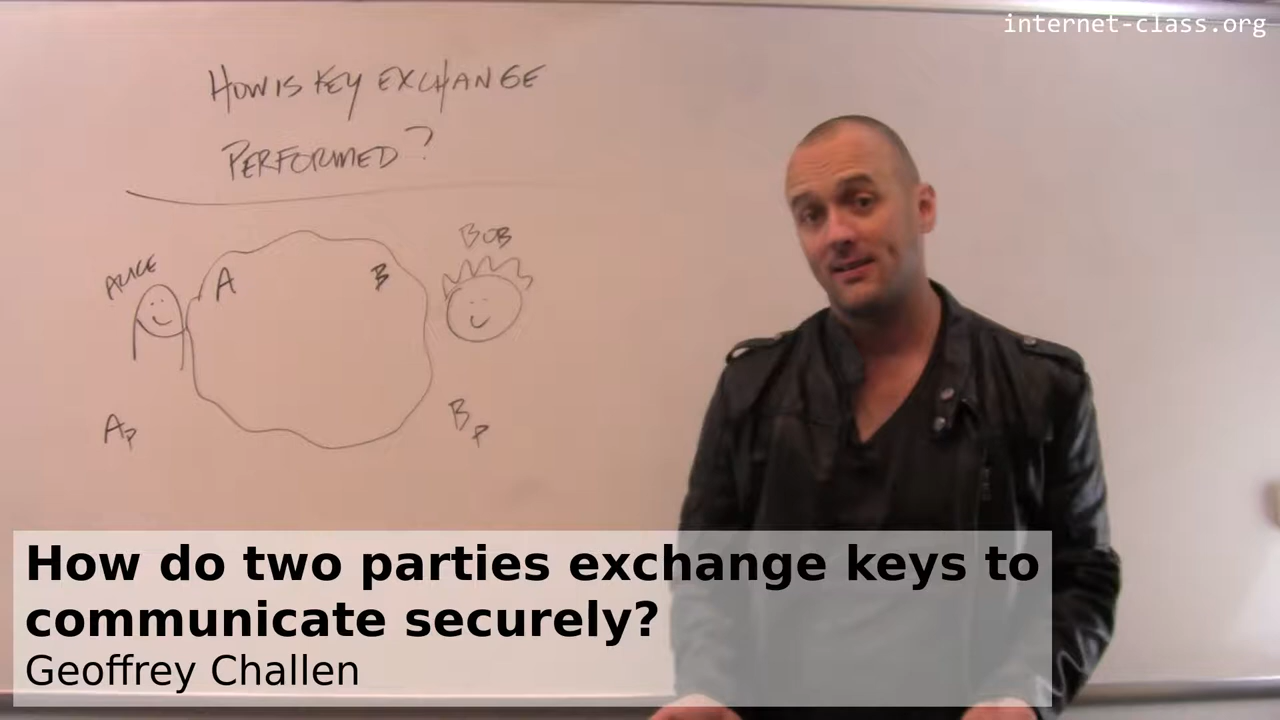 internet-class.org
HOW IS KEY EXCHANGE
PERFORMED?
ALICE
BOB
A
B
Ap
Bp
How do two parties exchange keys to
communicate securely?
Geoffrey Challen